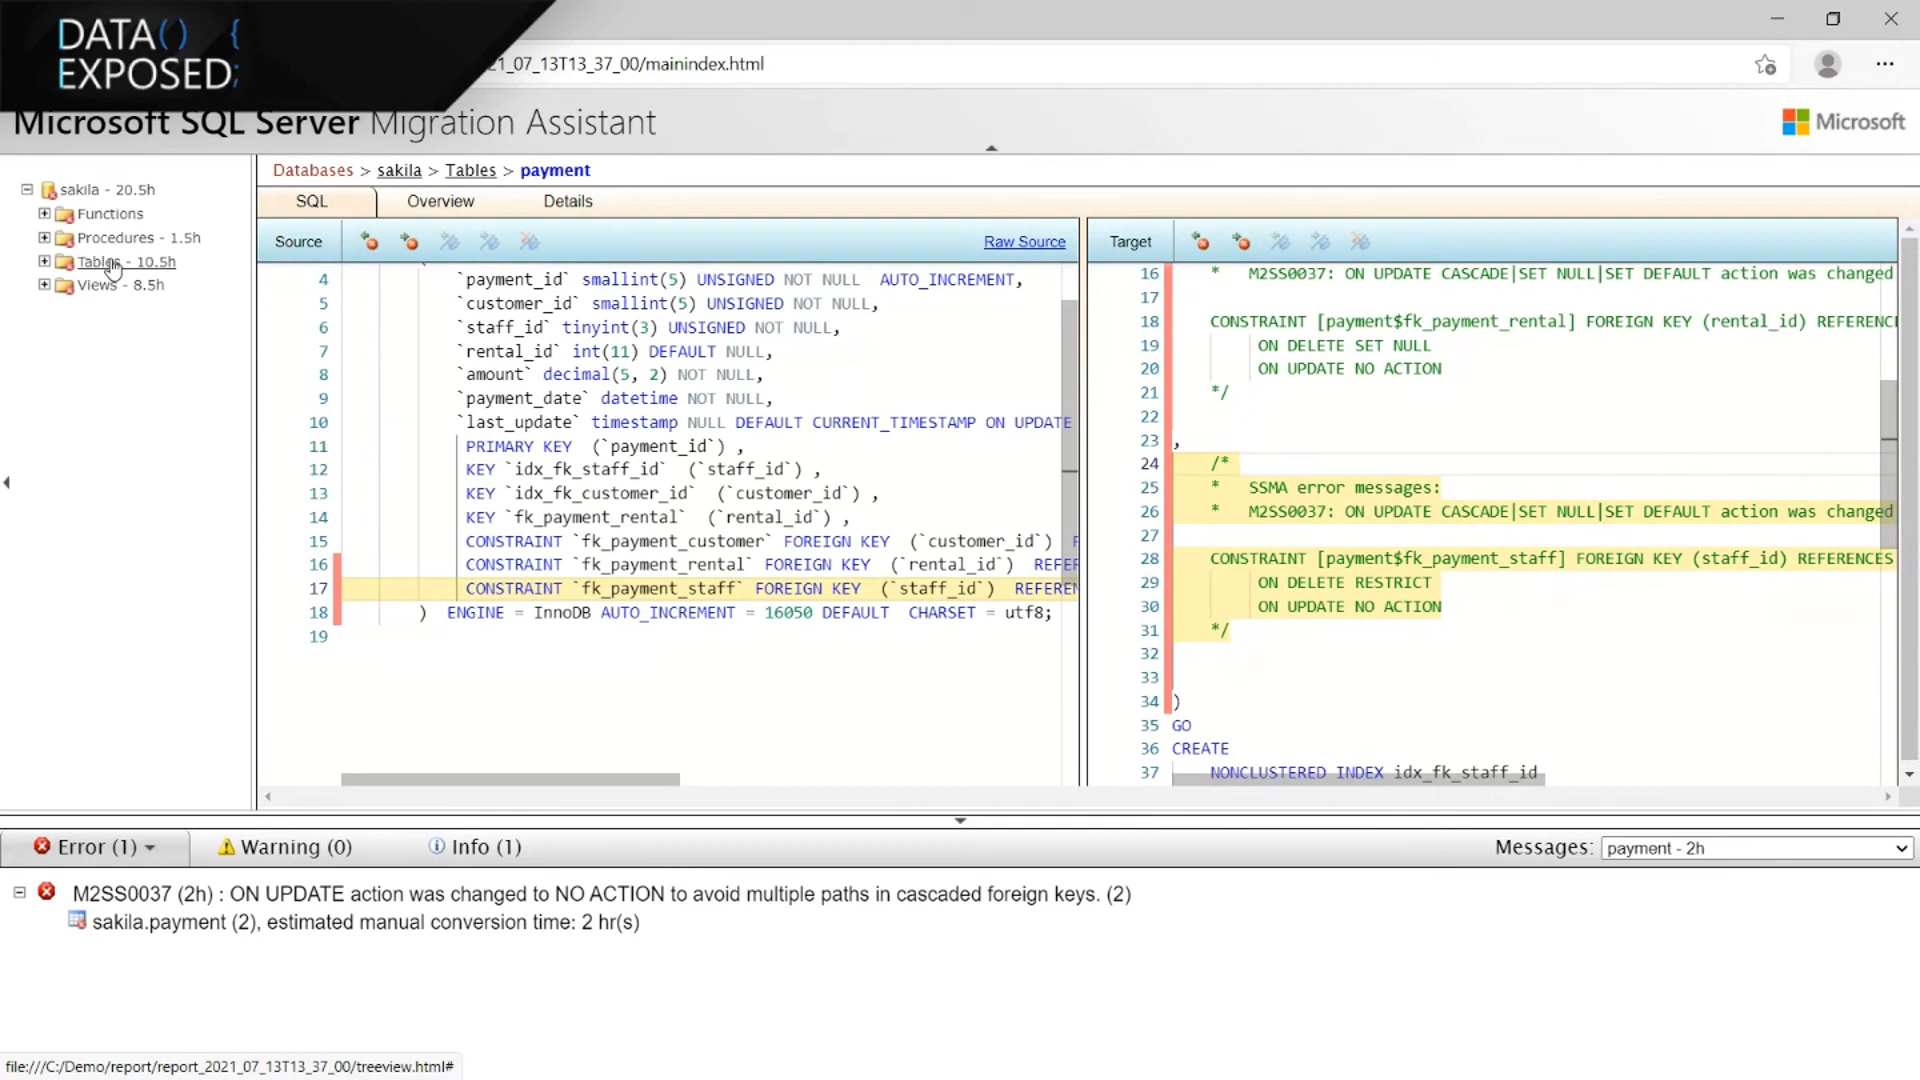 DATA() {
EXPOSED;
21_07_13T13_37_00/mainindex.html
Microsoft SQL Server Migration Assistant
Microsoft
sakila - 20.5h
Functions
Procedures - 1.5h
Tables - 10.5h
Views - 8.5h
Databases > sakila > Tables > payment
SQL Overview Details
Source Raw Source
4 `payment_id` smallint(5) UNSIGNED NOT NULL AUTO_INCREMENT,
5 `customer_id` smallint(5) UNSIGNED NOT NULL,
6 `staff_id` tinyint(3) UNSIGNED NOT NULL,
7 `rental_id` int(11) DEFAULT NULL,
8 `amount` decimal(5, 2) NOT NULL,
9 `payment_date` datetime NOT NULL,
10 `last_update` timestamp NULL DEFAULT CURRENT_TIMESTAMP ON UPDATE
11 PRIMARY KEY (`payment_id`) ,
12 KEY `idx_fk_staff_id` (`staff_id`) ,
13 KEY `idx_fk_customer_id` (`customer_id`) ,
14 KEY `fk_payment_rental` (`rental_id`) ,
15 CONSTRAINT `fk_payment_customer` FOREIGN KEY (`customer_id`)
16 CONSTRAINT `fk_payment_rental` FOREIGN KEY (`rental_id`) REFER
17 CONSTRAINT `fk_payment_staff` FOREIGN KEY (`staff_id`) REFEREN
18 ) ENGINE = InnoDB AUTO_INCREMENT = 16050 DEFAULT CHARSET = utf8;
19
Target
16 * M2SS0037: ON UPDATE CASCADE|SET NULL|SET DEFAULT action was changed
17
18 CONSTRAINT [payment$fk_payment_rental] FOREIGN KEY (rental_id) REFERENC
19 ON DELETE SET NULL
20 ON UPDATE NO ACTION
21 */
22
23 ,
24 /*
25 * SSMA error messages:
26 * M2SS0037: ON UPDATE CASCADE|SET NULL|SET DEFAULT action was changed
27
28 CONSTRAINT [payment$fk_payment_staff] FOREIGN KEY (staff_id) REFERENCES
29 ON DELETE RESTRICT
30 ON UPDATE NO ACTION
31 */
32
33
34 )
35 GO
36 CREATE
37 NONCLUSTERED INDEX idx_fk_staff_id
Error (1) Warning (0) Info (1) Messages: payment - 2h
M2SS0037 (2h) : ON UPDATE action was changed to NO ACTION to avoid multiple paths in cascaded foreign keys. (2)
sakila.payment (2), estimated manual conversion time: 2 hr(s)
file:///C:/Demo/report/report_2021_07_13T13_37_00/treeview.html#